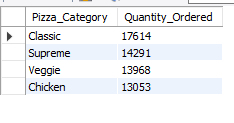 Pizza_Category Quantity_Ordered
Classic 17614
Supreme 14291
Veggie 13968
Chicken 13053